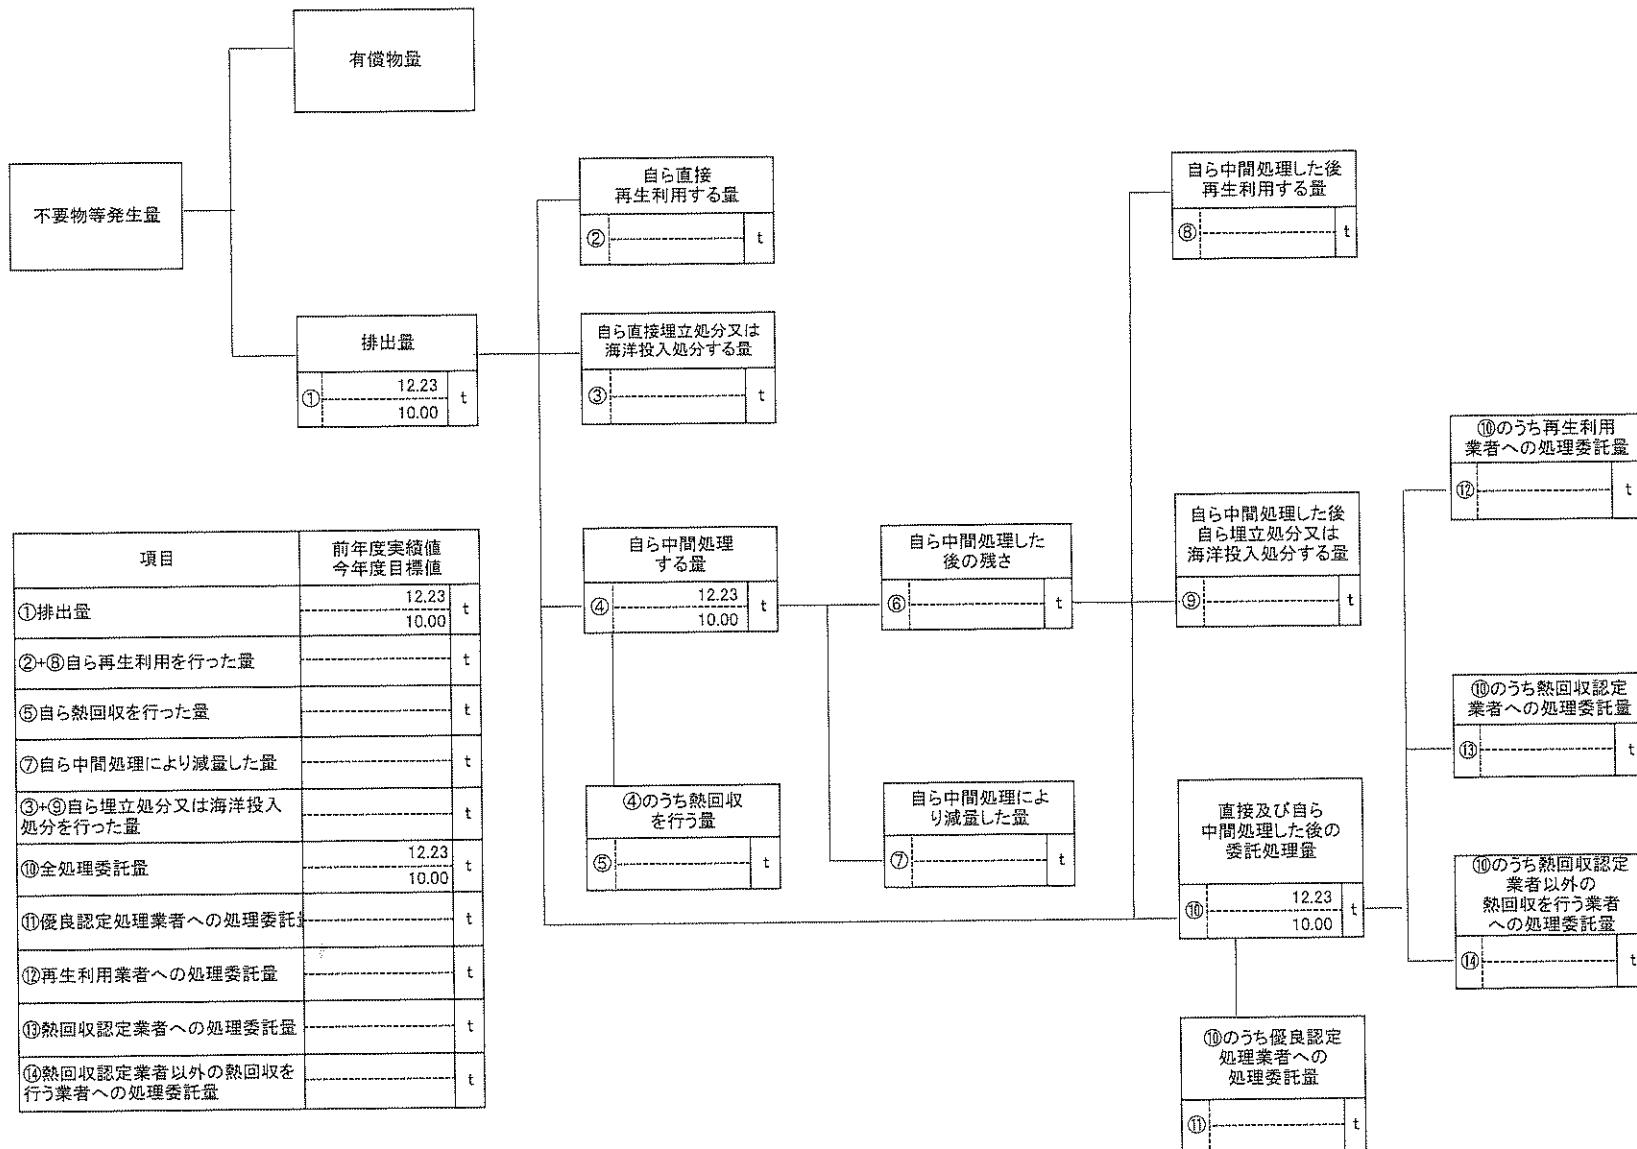 有償物量
不要物等発生量
排出量
①
12.23
10.00
t
自ら直接
再生利用する量
②
t
自ら直接埋立処分又は
海洋投入処分する量
③
t
自ら中間処理
する量
④
12.23
10.00
t
④のうち熱回収
を行う量
⑤
t
自ら中間処理した
後の残さ
⑥
t
自ら中間処理によ
り減量した量
⑦
t
自ら中間処理した後
再生利用する量
⑧
t
自ら中間処理した後
自ら埋立処分又は
海洋投入処分する量
⑨
t
直接及び自ら
中間処理した後の
委託処理量
⑩
12.23
10.00
t
⑩のうち優良認定
処理業者への
処理委託量
⑪
t
⑩のうち再生利用
業者への処理委託量
⑫
t
⑩のうち熱回収認定
業者への処理委託量
⑬
t
⑩のうち熱回収認定
業者以外の
熱回収を行う業者
への処理委託量
⑭
t
項目
前年度実績値
今年度目標値
①排出量
12.23
10.00
t
②+⑧自ら再生利用を行った量
t
⑤自ら熱回収を行った量
t
⑦自ら中間処理により減量した量
t
③+⑨自ら埋立処分又は海洋投入
処分を行った量
t
⑩全処理委託量
12.23
10.00
t
⑪優良認定処理業者への処理委託
t
⑫再生利用業者への処理委託量
t
⑬熱回収認定業者への処理委託量
t
⑭熱回収認定業者以外の熱回収を
行う業者への処理委託量
t